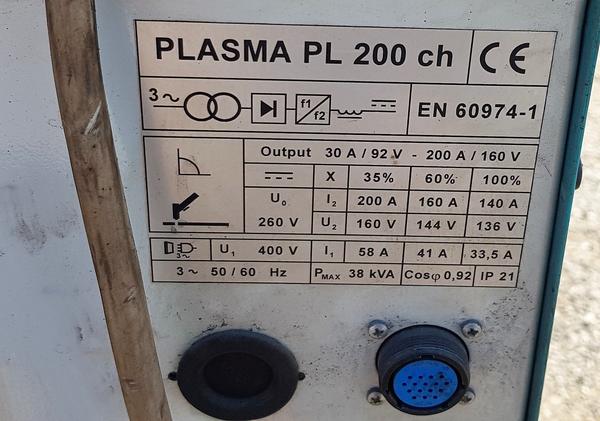 PLASMA PL 200 ch CE
3~ f1 f2 EN 60974-1
Output 30 A / 92 V - 200 A / 160 V
X 35% 60% 100%
U₀ I₂ 200 A 160 A 140 A
260 V U₂ 160 V 144 V 136 V
3~ U₁ 400 V I₁ 58 A 41 A 33,5 A
3 ~ 50 / 60 Hz PMAX 38 kVA Cosφ 0,92 IP 21